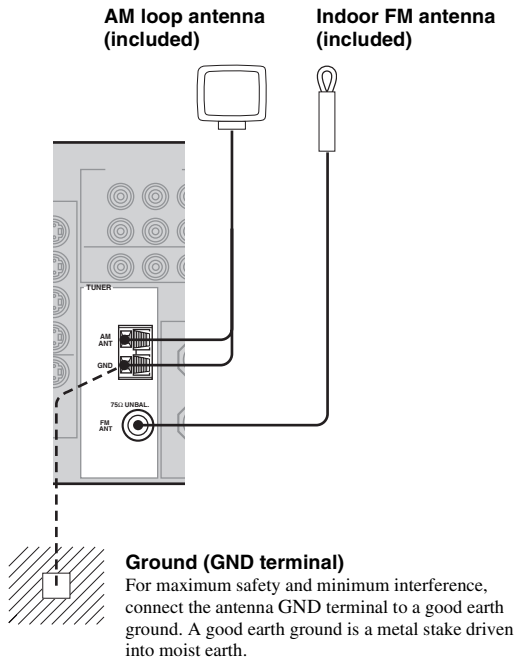 AM loop antenna
(included)
Indoor FM antenna
(included)
TUNER
AM
ANT
GND
75Ω UNBAL.
FM
ANT
Ground (GND terminal)
For maximum safety and minimum interference,
connect the antenna GND terminal to a good earth
ground. A good earth ground is a metal stake driven
into moist earth.